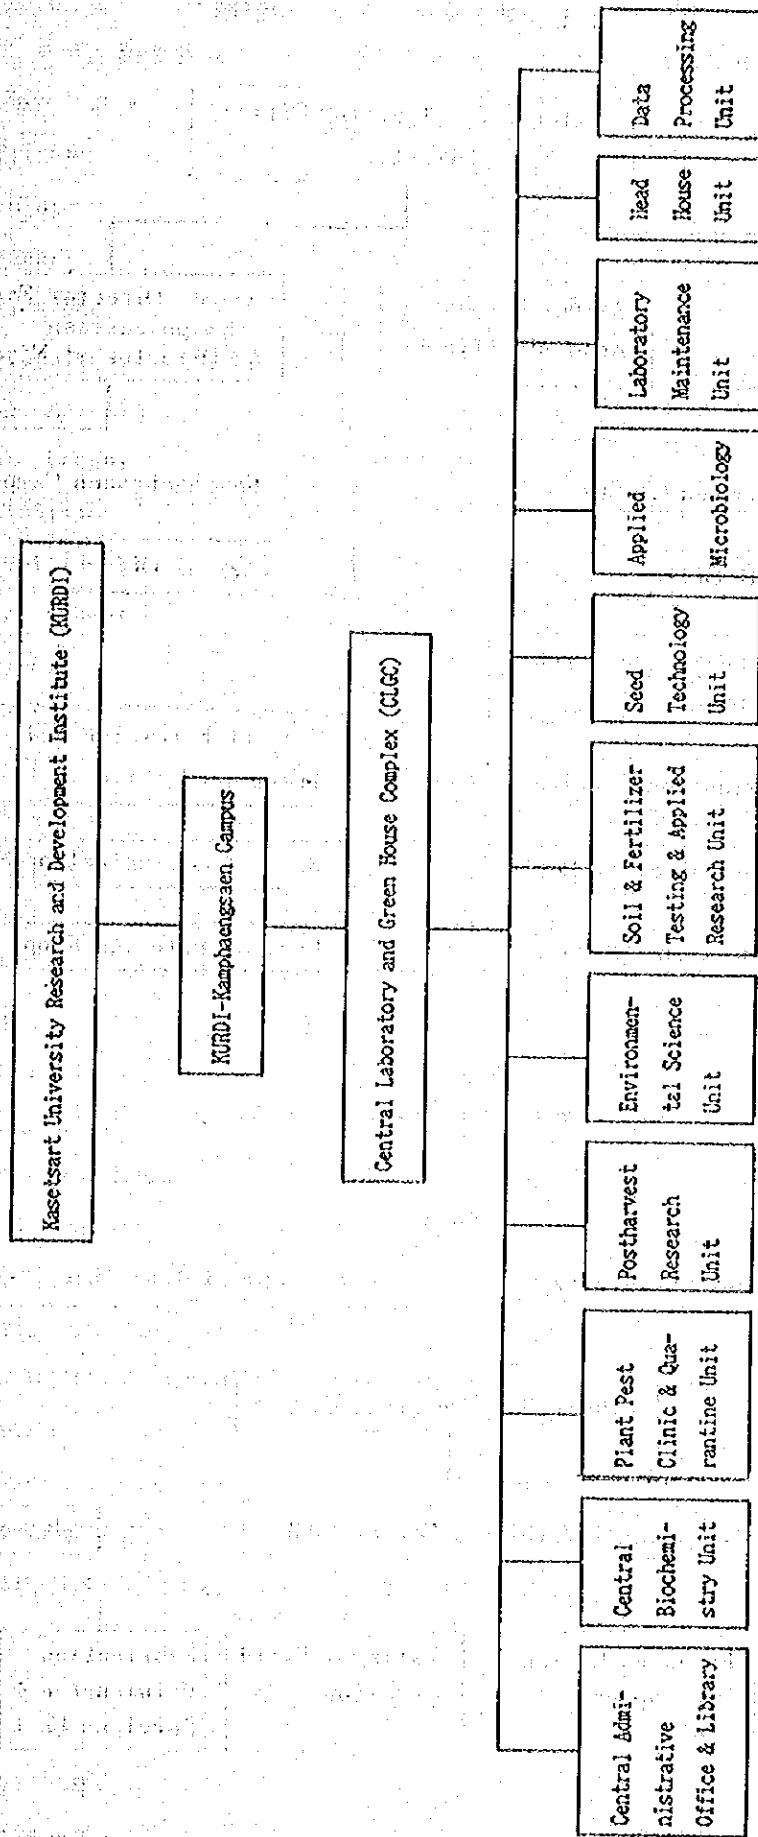 Kasetsart University Research and Development Institute (KURDI)
KURDI-Kamphaengsaen Campus
Central Laboratory and Green House Complex (CLGC)
Central Admi-
nistrative
Office & Library
Central
Biochemi-
stry Unit
Plant Pest
Clinic & Qua-
rantine Unit
Postharvest
Research
Unit
Environmen-
tal Science
Unit
Soil & Fertilizer
Testing & Applied
Research Unit
Seed
Technology
Unit
Applied
Microbiology
Laboratory
Maintenance
Unit
Head
House
Unit
Data
Processing
Unit